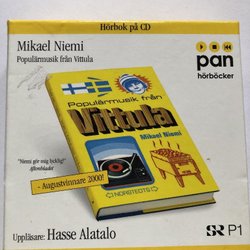 Hörbok på CD
Mikael Niemi
Populärmusik från Vittula
pan
hörböcker
Populärmusik från
Vittula
Mikael Niemi
NORSTEDTS
"Niemi gör mig lycklig!"
Aftonbladet
- Augustvinnare 2000!
Uppläsare: Hasse Alatalo
SR P1